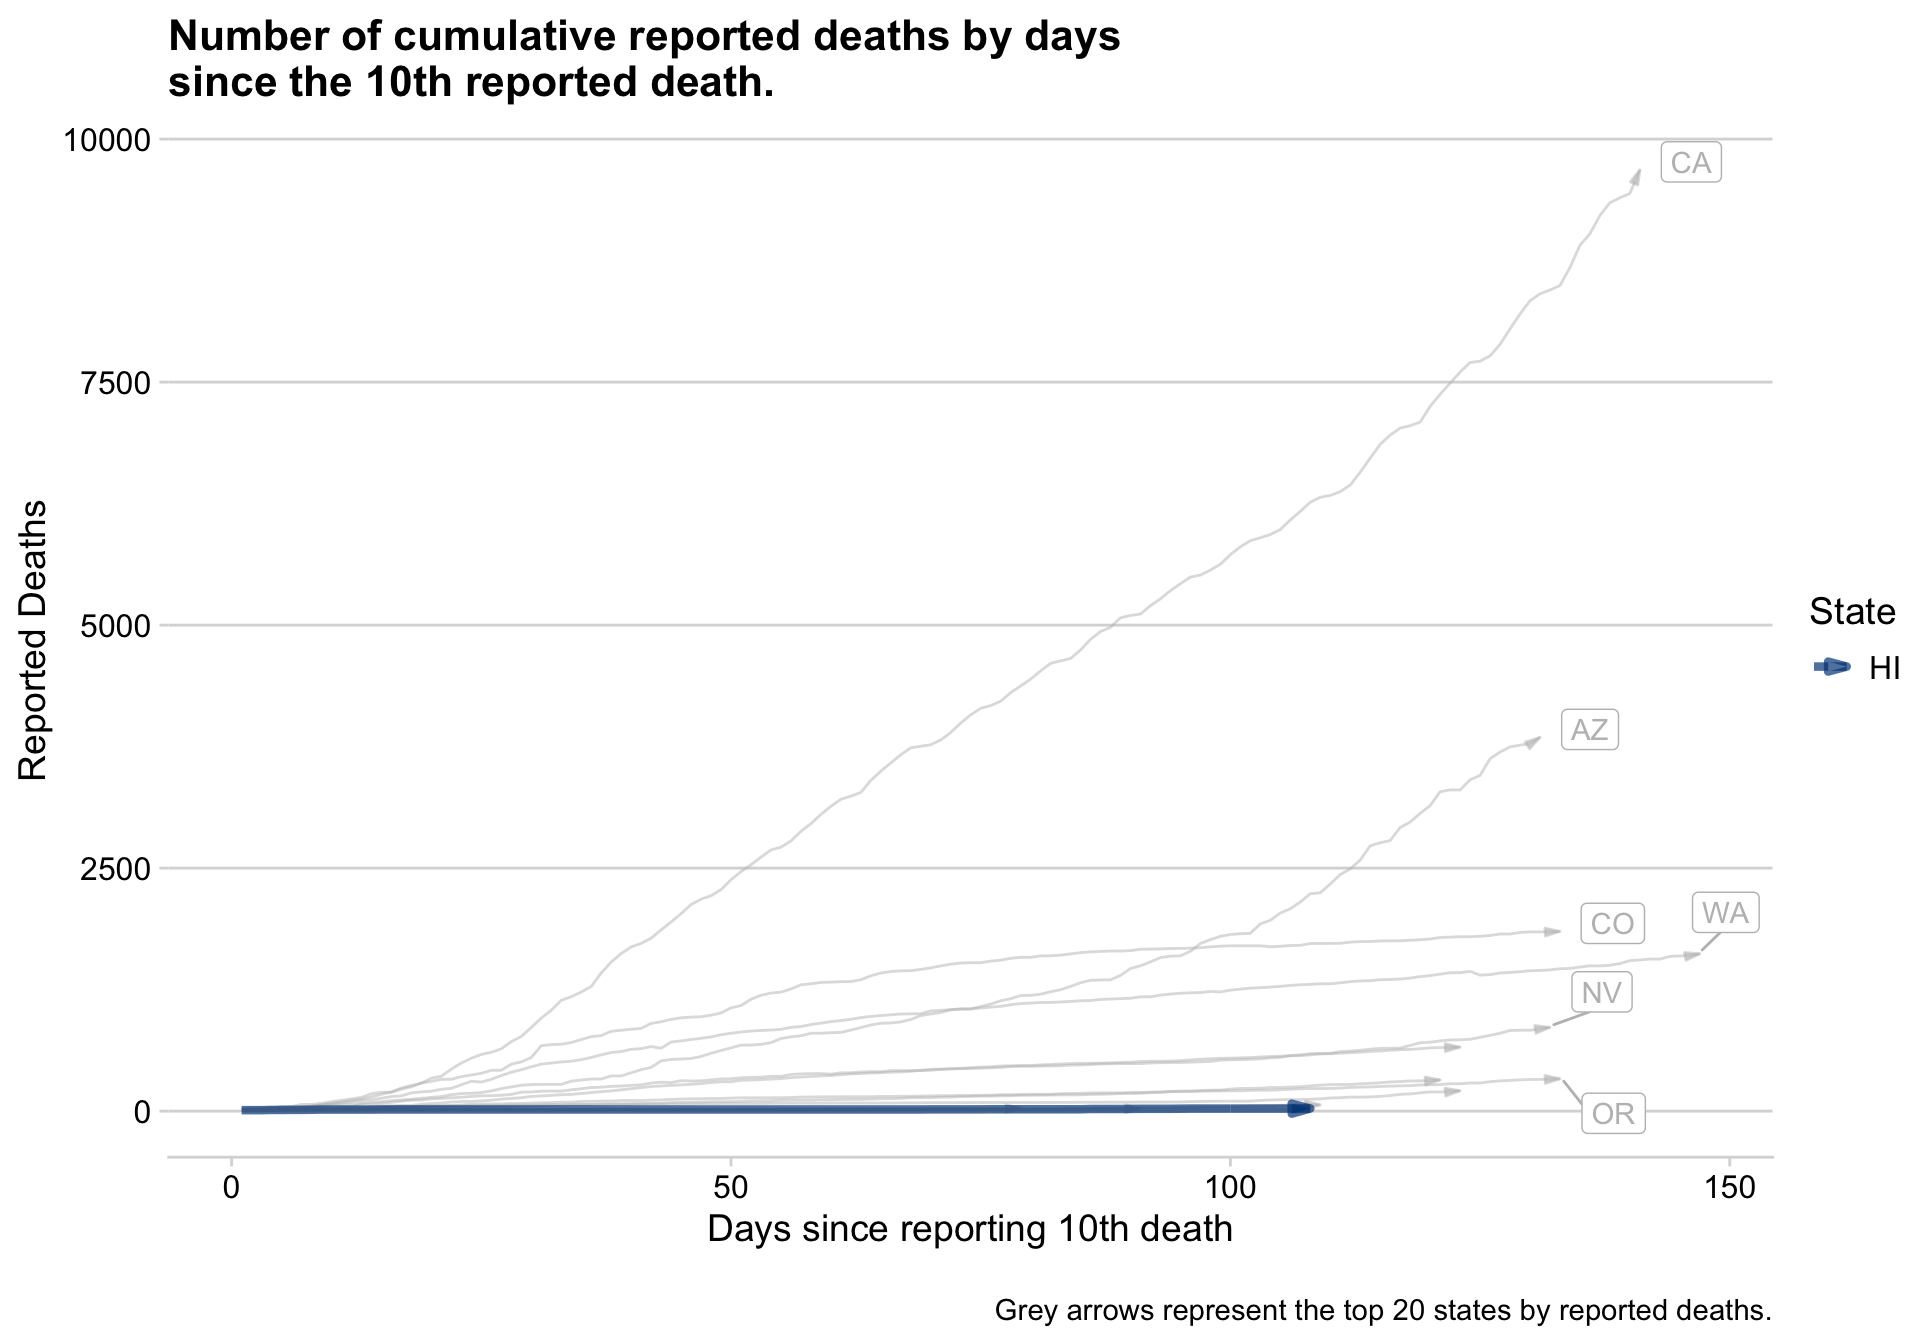 Number of cumulative reported deaths by days
since the 10th reported death.
10000
7500
5000
2500
0
Reported Deaths
CA
AZ
CO
WA
NV
OR
State
HI
0 50 100 150
Days since reporting 10th death
Grey arrows represent the top 20 states by reported deaths.